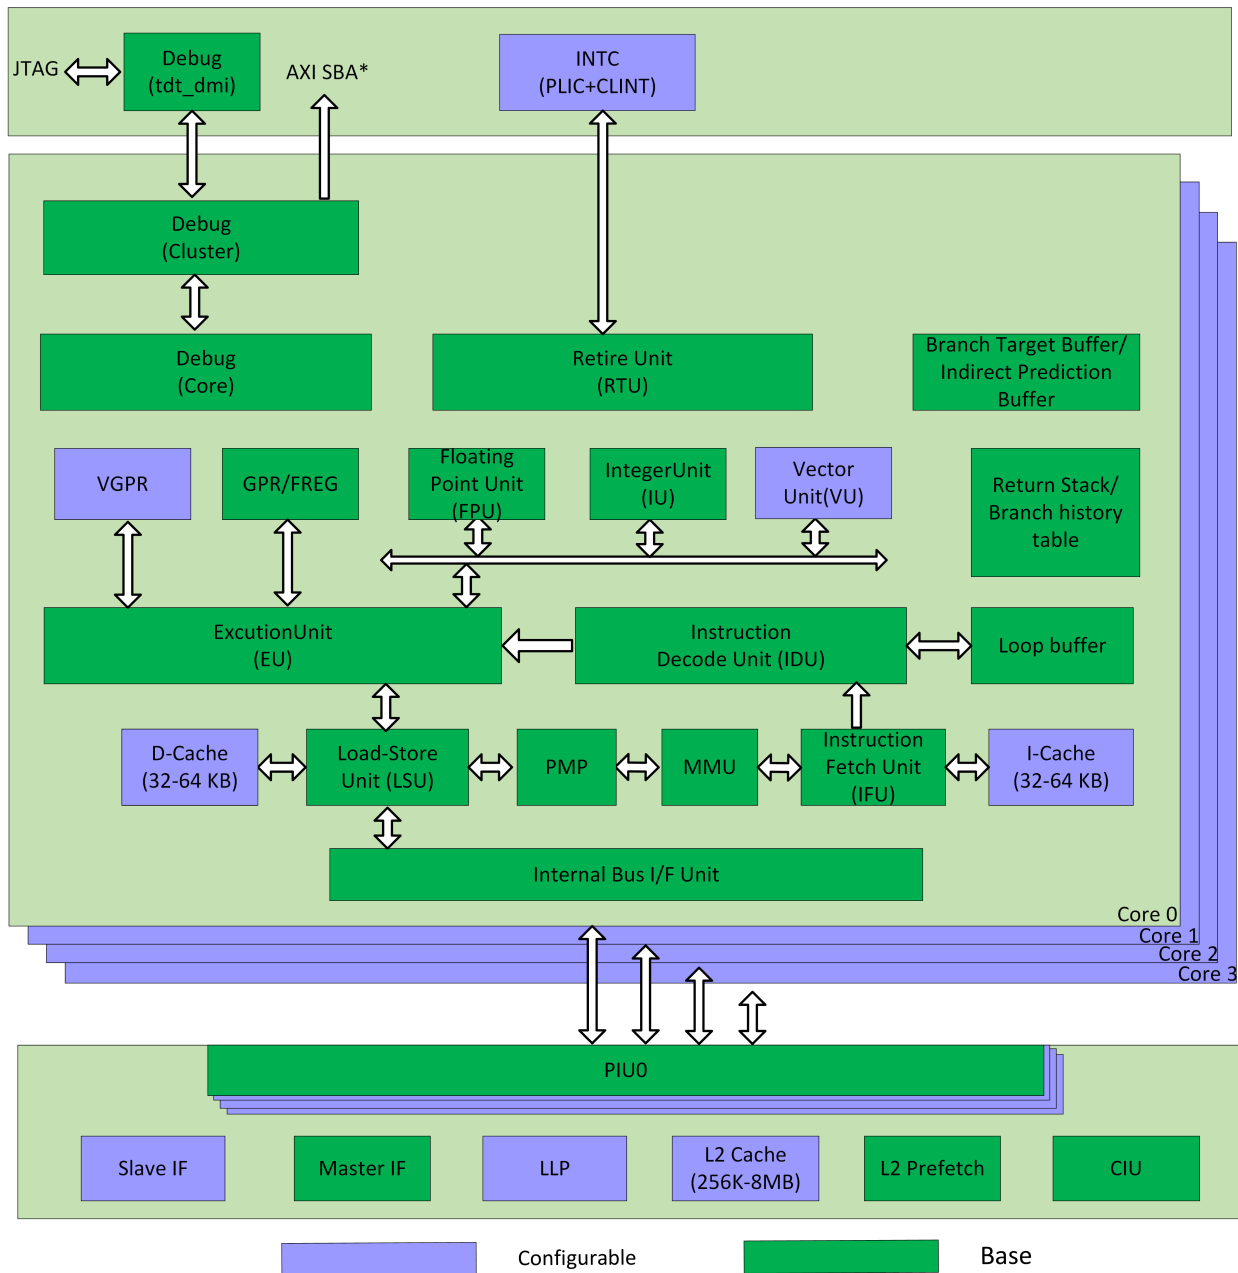 JTAG
Debug
(tdt_dmi)
AXI SBA*
INTC
(PLIC+CLINT)
Debug
(Cluster)
Debug
(Core)
Retire Unit
(RTU)
Branch Target Buffer/
Indirect Prediction
Buffer
VGPR
GPR/FREG
Floating
Point Unit
(FPU)
IntegerUnit
(IU)
Vector
Unit(VU)
Return Stack/
Branch history
table
ExcutionUnit
(EU)
Instruction
Decode Unit (IDU)
Loop buffer
D-Cache
(32-64 KB)
Load-Store
Unit (LSU)
PMP
MMU
Instruction
Fetch Unit
(IFU)
I-Cache
(32-64 KB)
Internal Bus I/F Unit
Core 0
Core 1
Core 2
Core 3
PIU0
Slave IF
Master IF
LLP
L2 Cache
(256K-8MB)
L2 Prefetch
CIU
Configurable
Base